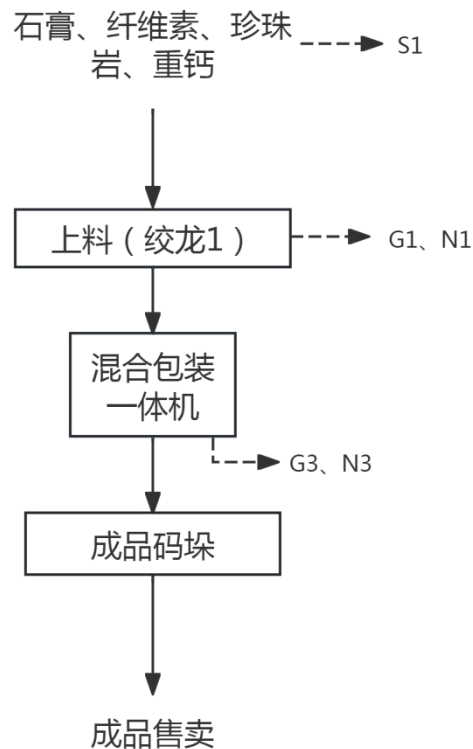 石膏、纤维素、珍珠
岩、重钙
S1
上料（绞龙1）
G1、N1
混合包装
一体机
G3、N3
成品码垛
成品售卖